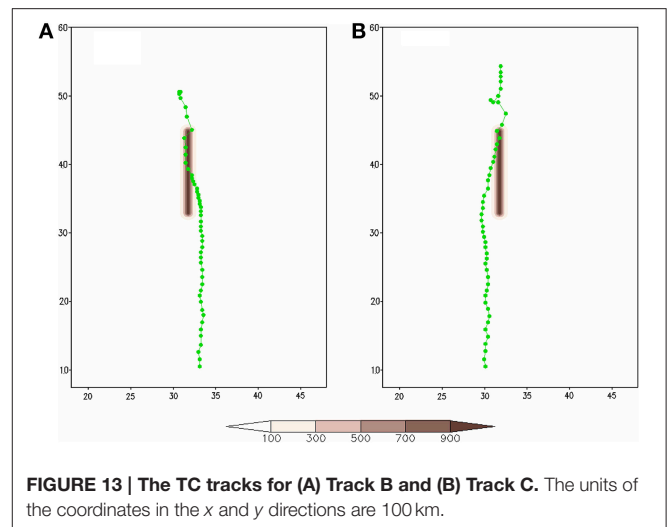 A
B
60
50
40
30
20
10
20 25 30 35 40 45
60
50
40
30
20
10
20 25 30 35 40 45
100 300 500 700 900
FIGURE 13 | The TC tracks for (A) Track B and (B) Track C. The units of
the coordinates in the x and y directions are 100 km.